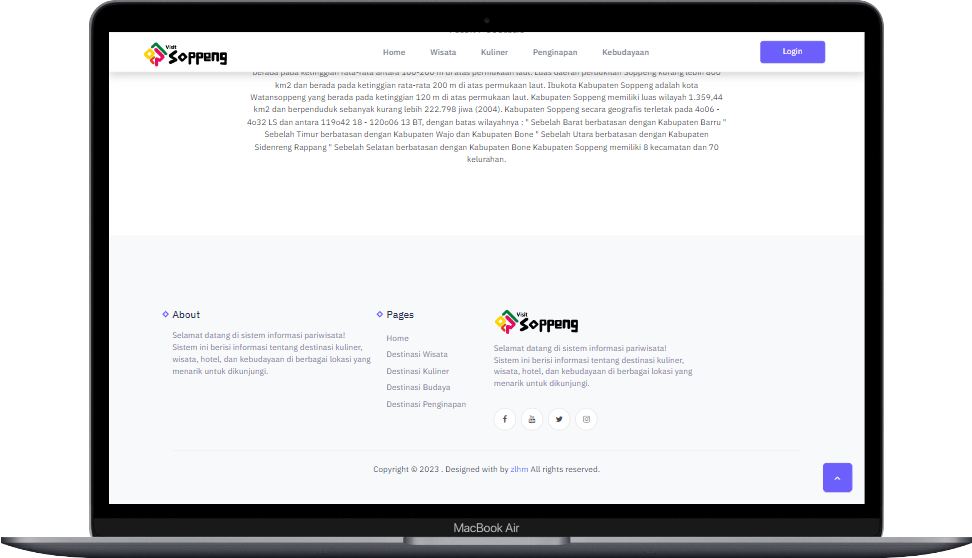 Visit
Soppeng
Home
Wisata
Kuliner
Penginapan
Kebudayaan
Login
berada pada ketinggian rata-rata antara 100-200 m di atas permukaan laut. Luas daerah perbukitan Soppeng kurang lebih 800
km2 dan berada pada ketinggian rata-rata 200 m di atas permukaan laut. Ibukota Kabupaten Soppeng adalah kota
Watansoppeng yang berada pada ketinggian 120 m di atas permukaan laut. Kabupaten Soppeng memiliki luas wilayah 1.359,44
km2 dan berpenduduk sebanyak kurang lebih 222.798 jiwa (2004). Kabupaten Soppeng secara geografis terletak pada 4o06 -
4o32 LS dan antara 119o42 18 - 120o06 13 BT, dengan batas wilayahnya : " Sebelah Barat berbatasan dengan Kabupaten Barru "
Sebelah Timur berbatasan dengan Kabupaten Wajo dan Kabupaten Bone " Sebelah Utara berbatasan dengan Kabupaten
Sidenreng Rappang " Sebelah Selatan berbatasan dengan Kabupaten Bone Kabupaten Soppeng memiliki 8 kecamatan dan 70
kelurahan.
About
Selamat datang di sistem informasi pariwisata!
Sistem ini berisi informasi tentang destinasi kuliner,
wisata, hotel, dan kebudayaan di berbagai lokasi yang
menarik untuk dikunjungi.
Pages
Home
Destinasi Wisata
Destinasi Kuliner
Destinasi Budaya
Destinasi Penginapan
Visit
Soppeng
Selamat datang di sistem informasi pariwisata!
Sistem ini berisi informasi tentang destinasi kuliner,
wisata, hotel, dan kebudayaan di berbagai lokasi yang
menarik untuk dikunjungi.
Copyright © 2023 . Designed with by zlhm All rights reserved.
MacBook Air